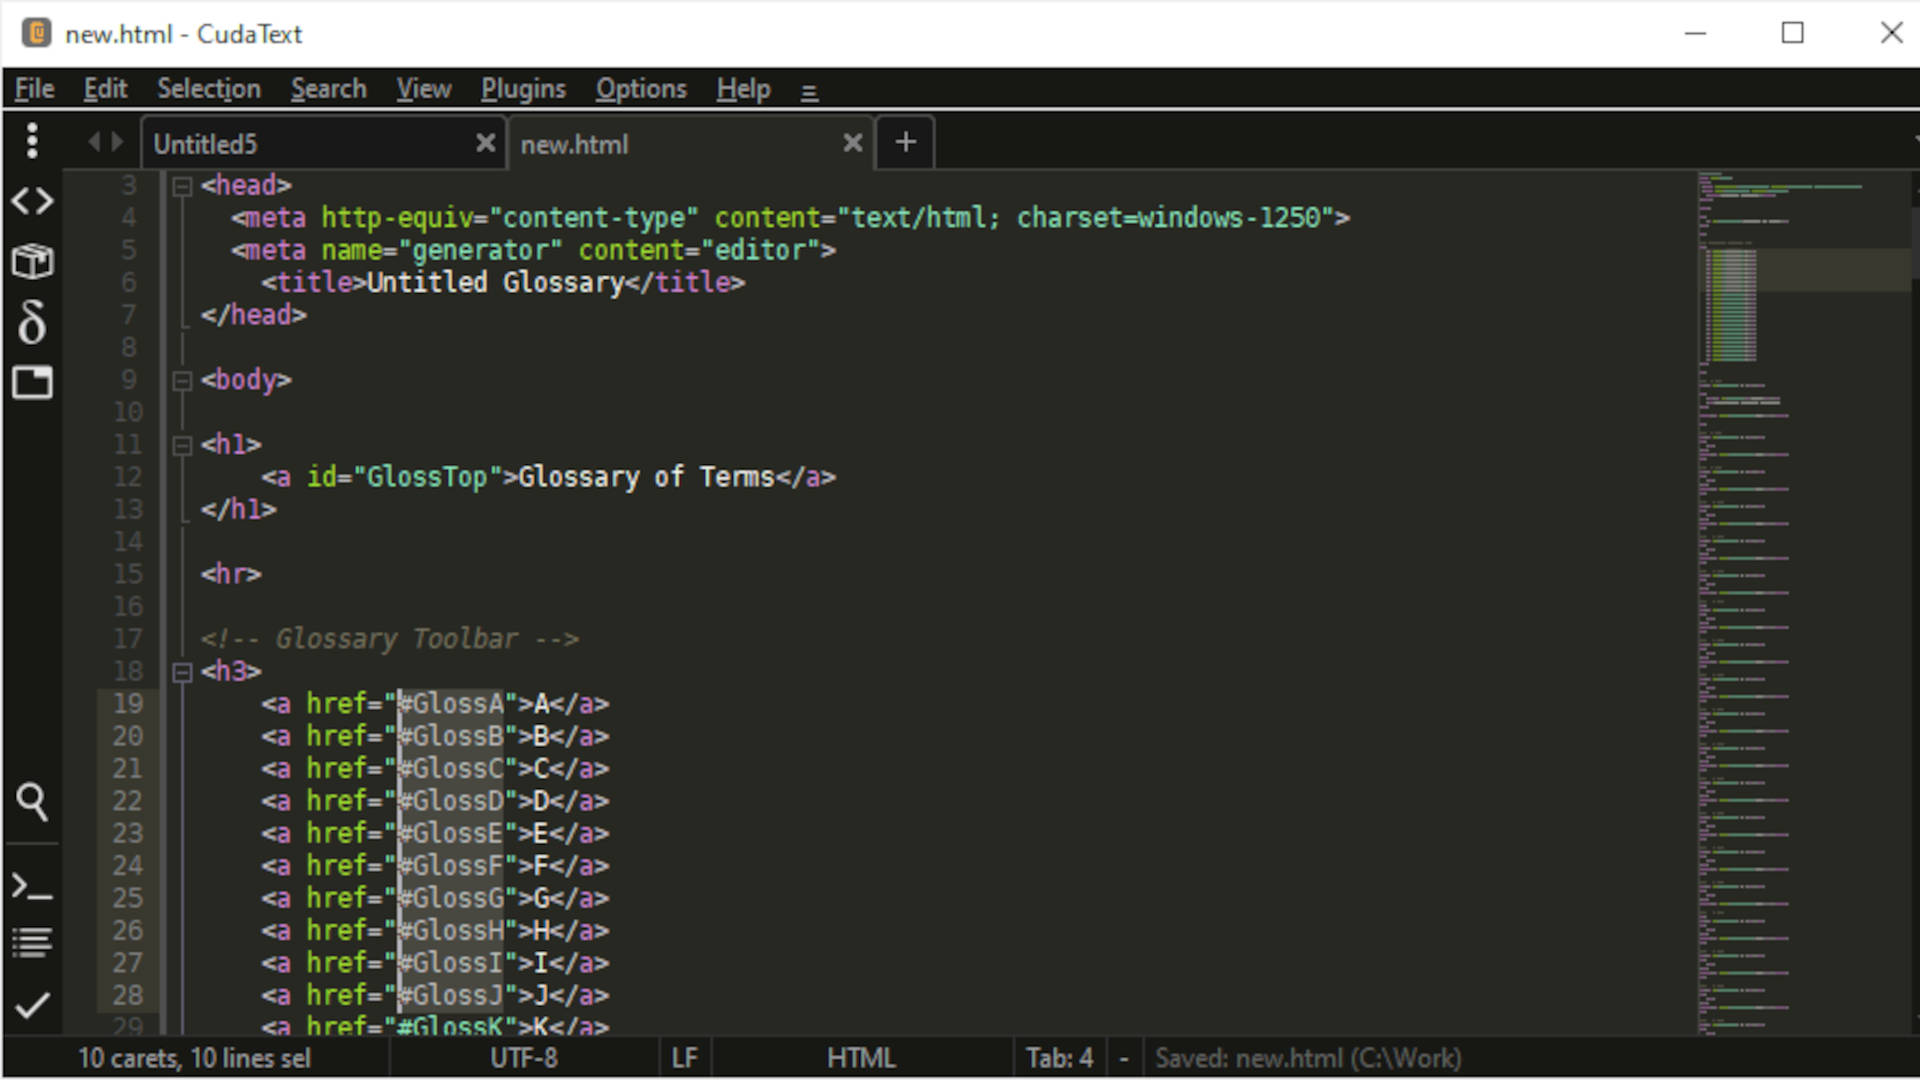 new.html - CudaText
File Edit Selection Search View Plugins Options Help
Untitled5 new.html
3 <head>
4 <meta http-equiv="content-type" content="text/html; charset=windows-1250">
5 <meta name="generator" content="editor">
6 <title>Untitled Glossary</title>
7 </head>
8
9 <body>
10
11 <h1>
12 <a id="GlossTop">Glossary of Terms</a>
13 </h1>
14
15 <hr>
16
17 <!-- Glossary Toolbar -->
18 <h3>
19 <a href="#GlossA">A</a>
20 <a href="#GlossB">B</a>
21 <a href="#GlossC">C</a>
22 <a href="#GlossD">D</a>
23 <a href="#GlossE">E</a>
24 <a href="#GlossF">F</a>
25 <a href="#GlossG">G</a>
26 <a href="#GlossH">H</a>
27 <a href="#GlossI">I</a>
28 <a href="#GlossJ">J</a>
29 <a href="#GlossK">K</a>
10 carets, 10 lines sel UTF-8 LF HTML Tab: 4 - Saved: new.html (C:\Work)